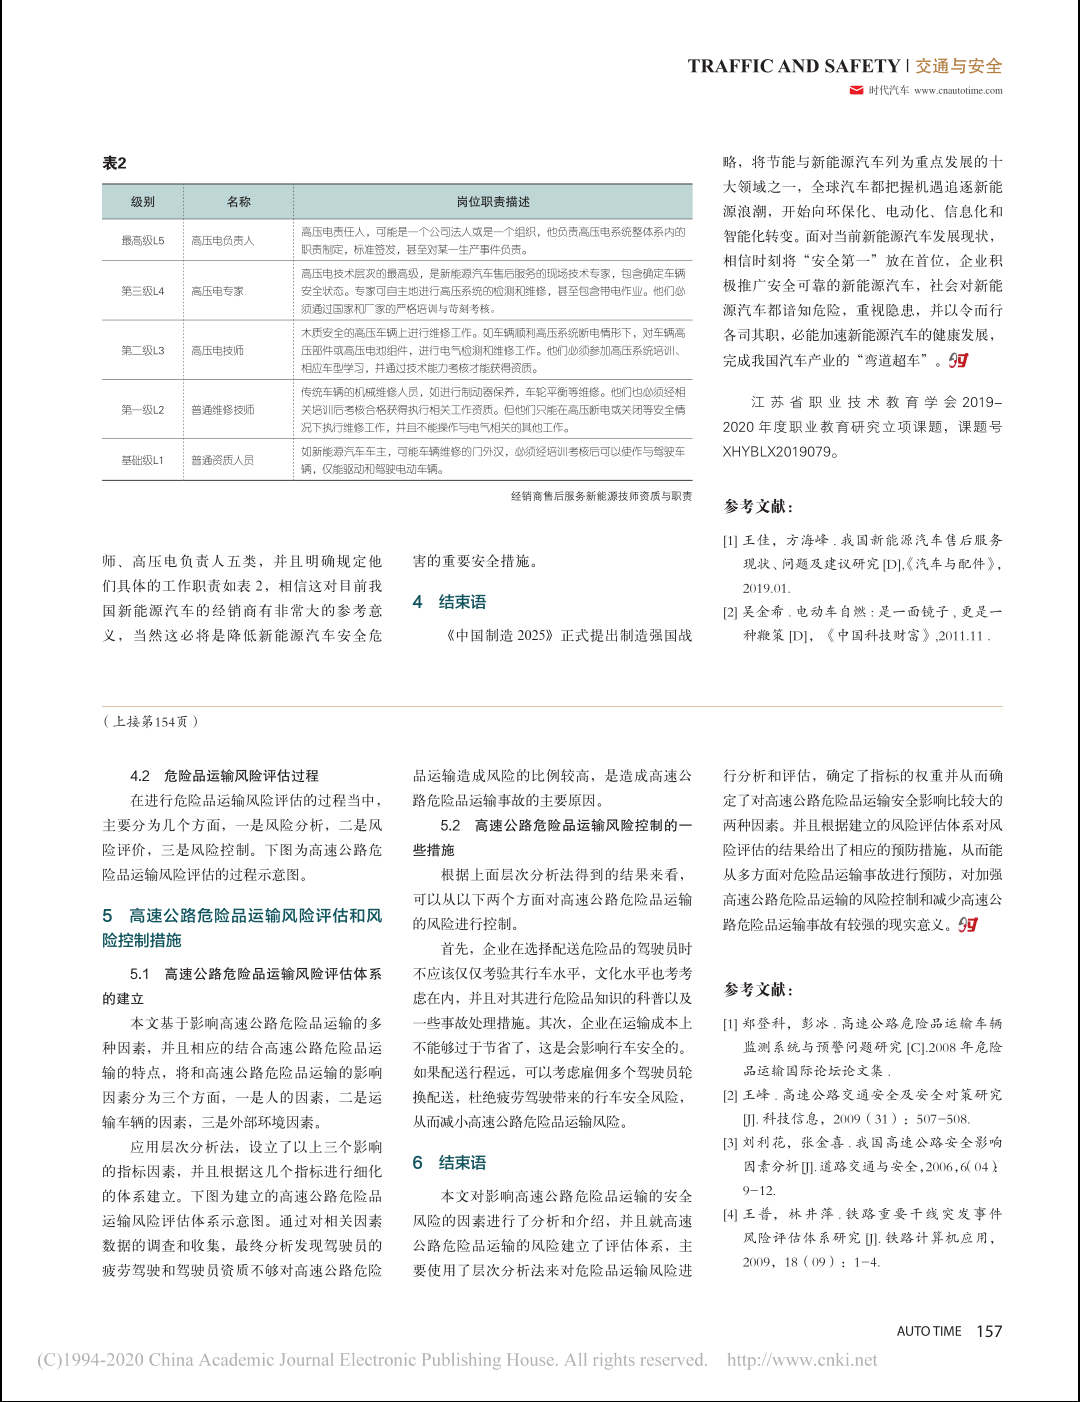 TRAFFIC AND SAFETY | 交通与安全
时代汽车 www.cnautotime.com
表2
级别 名称 岗位职责描述
最高级L5 高压电负责人
高压电责任人，可能是一个公司法人或是一个组织，他负责高压电系统整体系内的
职责制定，标准签发，甚至对某一生产事件负责。
第三级L4 高压电专家
高压电技术层次的最高级，是新能源汽车售后服务的现场技术专家，包含确定车辆
安全状态。专家可自主地进行高压系统的检测和维修，甚至包含带电作业。他们必
须通过国家和厂家的严格培训与苛刻考核。
第二级L3 高压电技师
木质安全的高压车辆上进行维修工作。如车辆顺利高压系统断电情形下，对车辆高
压部件或高压电池组件，进行电气检测和维修工作。他们必须参加高压系统培训、
相应车型学习，并通过技术能力考核才能获得资质。
第一级L2 普通维修技师
传统车辆的机械维修人员，如进行制动器保养，车轮平衡等维修。他们也必须经相
关培训后考核合格获得执行相关工作资质。但他们只能在高压断电或关闭等安全情
况下执行维修工作，并且不能操作与电气相关的其他工作。
基础级L1 普通资质人员
如新能源汽车车主，可能车辆维修的门外汉，必须经培训考核后可以使作与驾驶车
辆，仅能驱动和驾驶电动车辆。
经销商售后服务新能源技师资质与职责
师、高压电负责人五类，并且明确规定他
们具体的工作职责如表 2，相信这对目前我
国新能源汽车的经销商有非常大的参考意
义，当然这必将是降低新能源汽车安全危
害的重要安全措施。
4 结束语
《中国制造 2025》正式提出制造强国战
略，将节能与新能源汽车列为重点发展的十
大领域之一，全球汽车都把握机遇追逐新能
源浪潮，开始向环保化、电动化、信息化和
智能化转变。面对当前新能源汽车发展现状，
相信时刻将“安全第一”放在首位，企业积
极推广安全可靠的新能源汽车，社会对新能
源汽车都谙知危险，重视隐患，并以令而行
各司其职，必能加速新能源汽车的健康发展，
完成我国汽车产业的“弯道超车”。
江苏省职业技术教育学会 2019–
2020 年度职业教育研究立项课题，课题号
XHYBLX2019079。
参考文献：
[1] 王佳，方海峰 . 我国新能源汽车售后服务
现状、问题及建议研究 [D],《汽车与配件》，
2019.01.
[2] 吴金希 . 电动车自燃 : 是一面镜子 , 更是一
种鞭策 [D]，《中国科技财富》,2011.11 .
（上接第154页）
4.2 危险品运输风险评估过程
在进行危险品运输风险评估的过程当中，
主要分为几个方面，一是风险分析，二是风
险评价，三是风险控制。下图为高速公路危
险品运输风险评估的过程示意图。
5 高速公路危险品运输风险评估和风
险控制措施
5.1 高速公路危险品运输风险评估体系
的建立
本文基于影响高速公路危险品运输的多
种因素，并且相应的结合高速公路危险品运
输的特点，将和高速公路危险品运输的影响
因素分为三个方面，一是人的因素，二是运
输车辆的因素，三是外部环境因素。
应用层次分析法，设立了以上三个影响
的指标因素，并且根据这几个指标进行细化
的体系建立。下图为建立的高速公路危险品
运输风险评估体系示意图。通过对相关因素
数据的调查和收集，最终分析发现驾驶员的
疲劳驾驶和驾驶员资质不够对高速公路危险
品运输造成风险的比例较高，是造成高速公
路危险品运输事故的主要原因。
5.2 高速公路危险品运输风险控制的一
些措施
根据上面层次分析法得到的结果来看，
可以从以下两个方面对高速公路危险品运输
的风险进行控制。
首先，企业在选择配送危险品的驾驶员时
不应该仅仅考验其行车水平，文化水平也考考
虑在内，并且对其进行危险品知识的科普以及
一些事故处理措施。其次，企业在运输成本上
不能够过于节省了，这是会影响行车安全的。
如果配送行程远，可以考虑雇佣多个驾驶员轮
换配送，杜绝疲劳驾驶带来的行车安全风险，
从而减小高速公路危险品运输风险。
6 结束语
本文对影响高速公路危险品运输的安全
风险的因素进行了分析和介绍，并且就高速
公路危险品运输的风险建立了评估体系，主
要使用了层次分析法来对危险品运输风险进
行分析和评估，确定了指标的权重并从而确
定了对高速公路危险品运输安全影响比较大的
两种因素。并且根据建立的风险评估体系对风
险评估的结果给出了相应的预防措施，从而能
从多方面对危险品运输事故进行预防，对加强
高速公路危险品运输的风险控制和减少高速公
路危险品运输事故有较强的现实意义。
参考文献：
[1] 郑登科，彭冰 . 高速公路危险品运输车辆
监测系统与预警问题研究 [C].2008 年危险
品运输国际论坛论文集 .
[2] 王峰 . 高速公路交通安全及安全对策研究
[J]. 科技信息，2009（31）：507–508.
[3] 刘利花，张金喜 . 我国高速公路安全影响
因素分析 [J]. 道路交通与安全,2006,6( 04 ):
9–12.
[4] 王普，林井萍 . 铁路重要干线突发事件
风险评估体系研究 [J]. 铁路计算机应用，
2009，18（09）：1–4.
AUTO TIME 157
(C)1994-2020 China Academic Journal Electronic Publishing House. All rights reserved. http://www.cnki.net